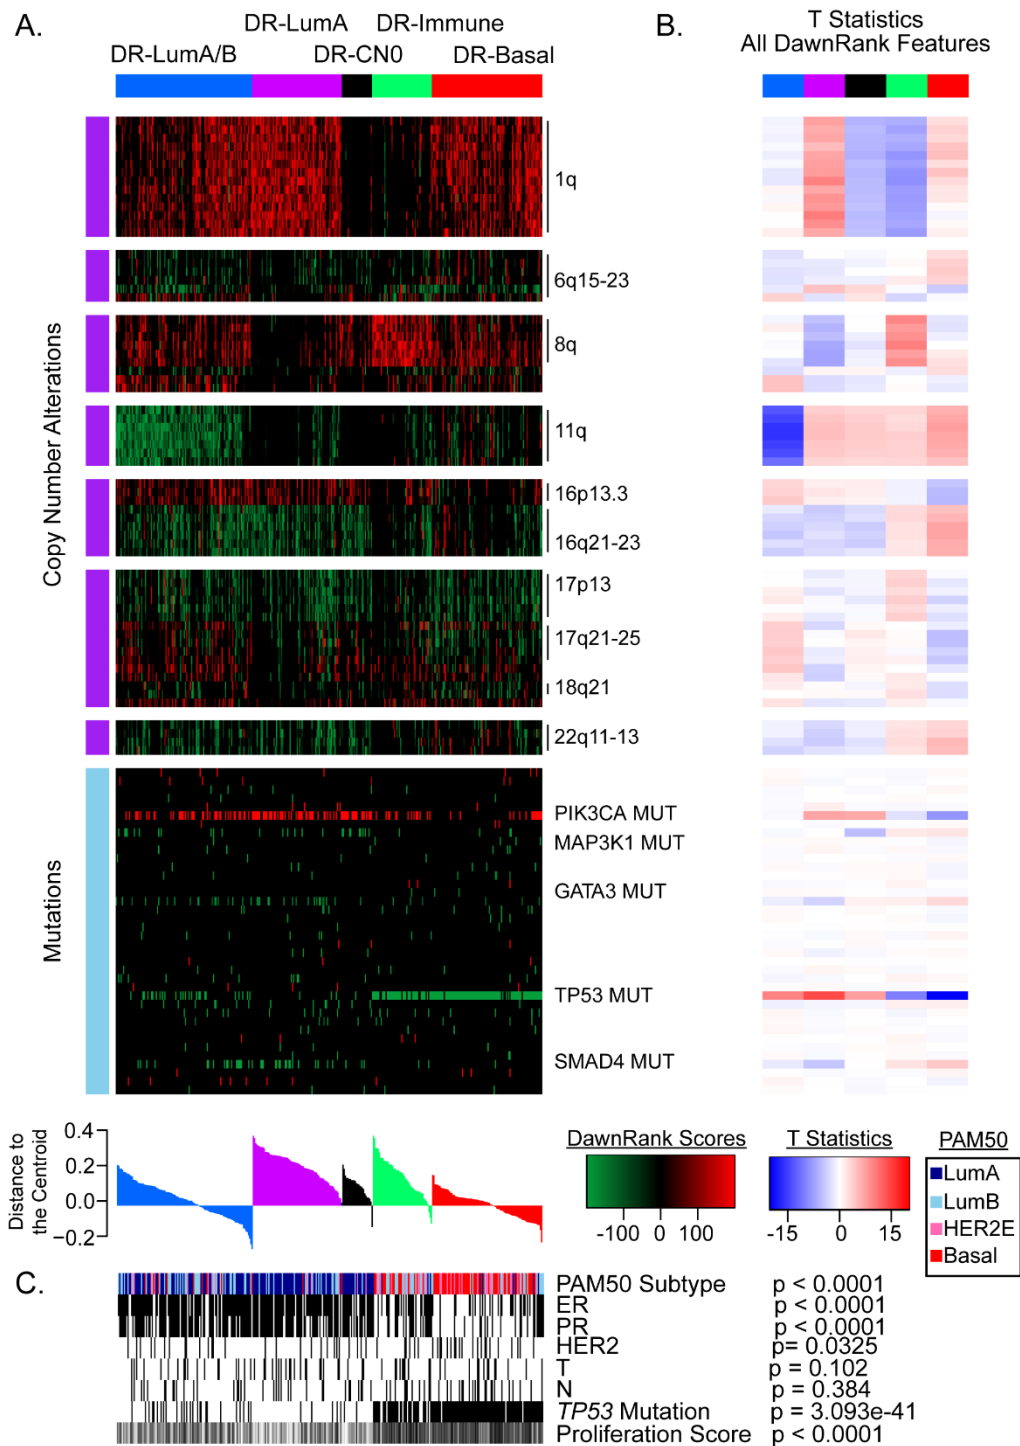 A.
DR-LumA
DR-Immune
DR-LumA/B
DR-CN0
DR-Basal
B.
T Statistics
All DawnRank Features
Copy Number Alterations
1q
6q15-23
8q
11q
16p13.3
16q21-23
17p13
17q21-25
18q21
22q11-13
Mutations
PIK3CA MUT
MAP3K1 MUT
GATA3 MUT
TP53 MUT
SMAD4 MUT
Distance to
the Centroid
0.4
0.2
0.0
−0.2
DawnRank Scores
-100 0 100
T Statistics
-15 0 15
PAM50
LumA
LumB
HER2E
Basal
C.
PAM50 Subtype p < 0.0001
ER p < 0.0001
PR p < 0.0001
HER2 p= 0.0325
T p = 0.102
N p = 0.384
TP53 Mutation p = 3.093e-41
Proliferation Score p < 0.0001